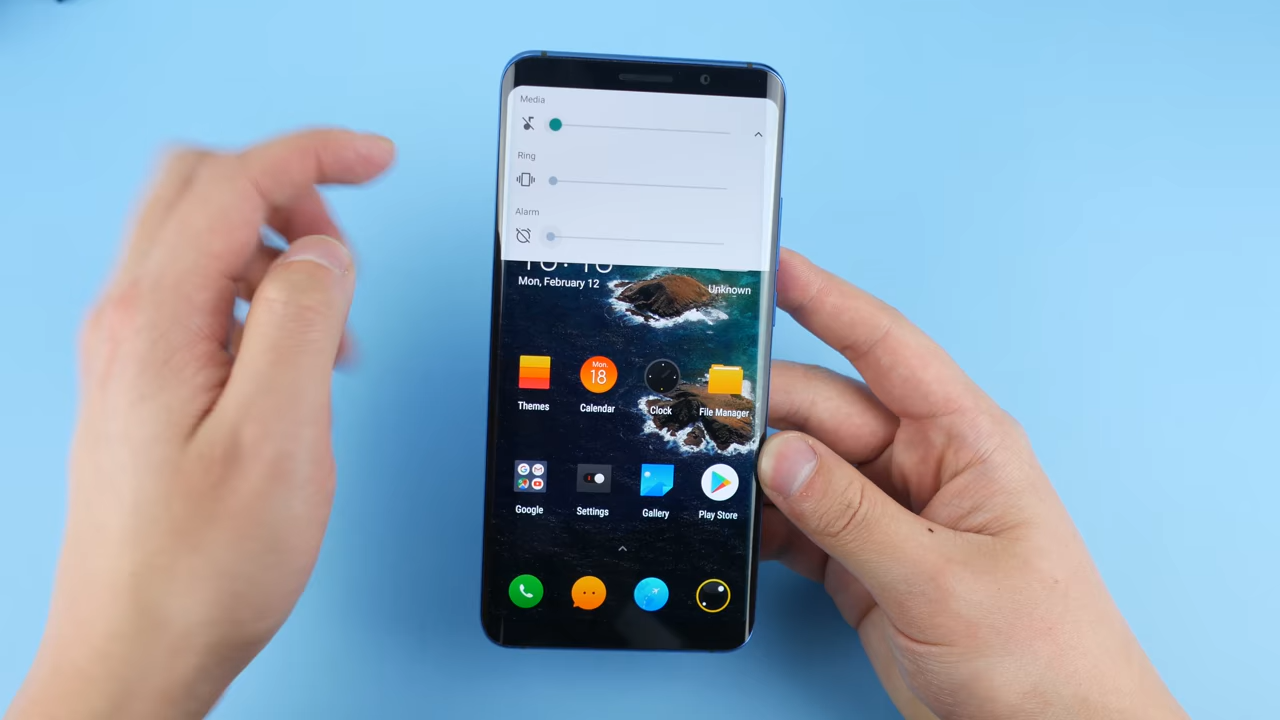 Media
Ring
Alarm
Mon, February 12
Unknown
Mon.
18
Themes
Calendar
Clock
File Manager
Google
Settings
Gallery
Play Store